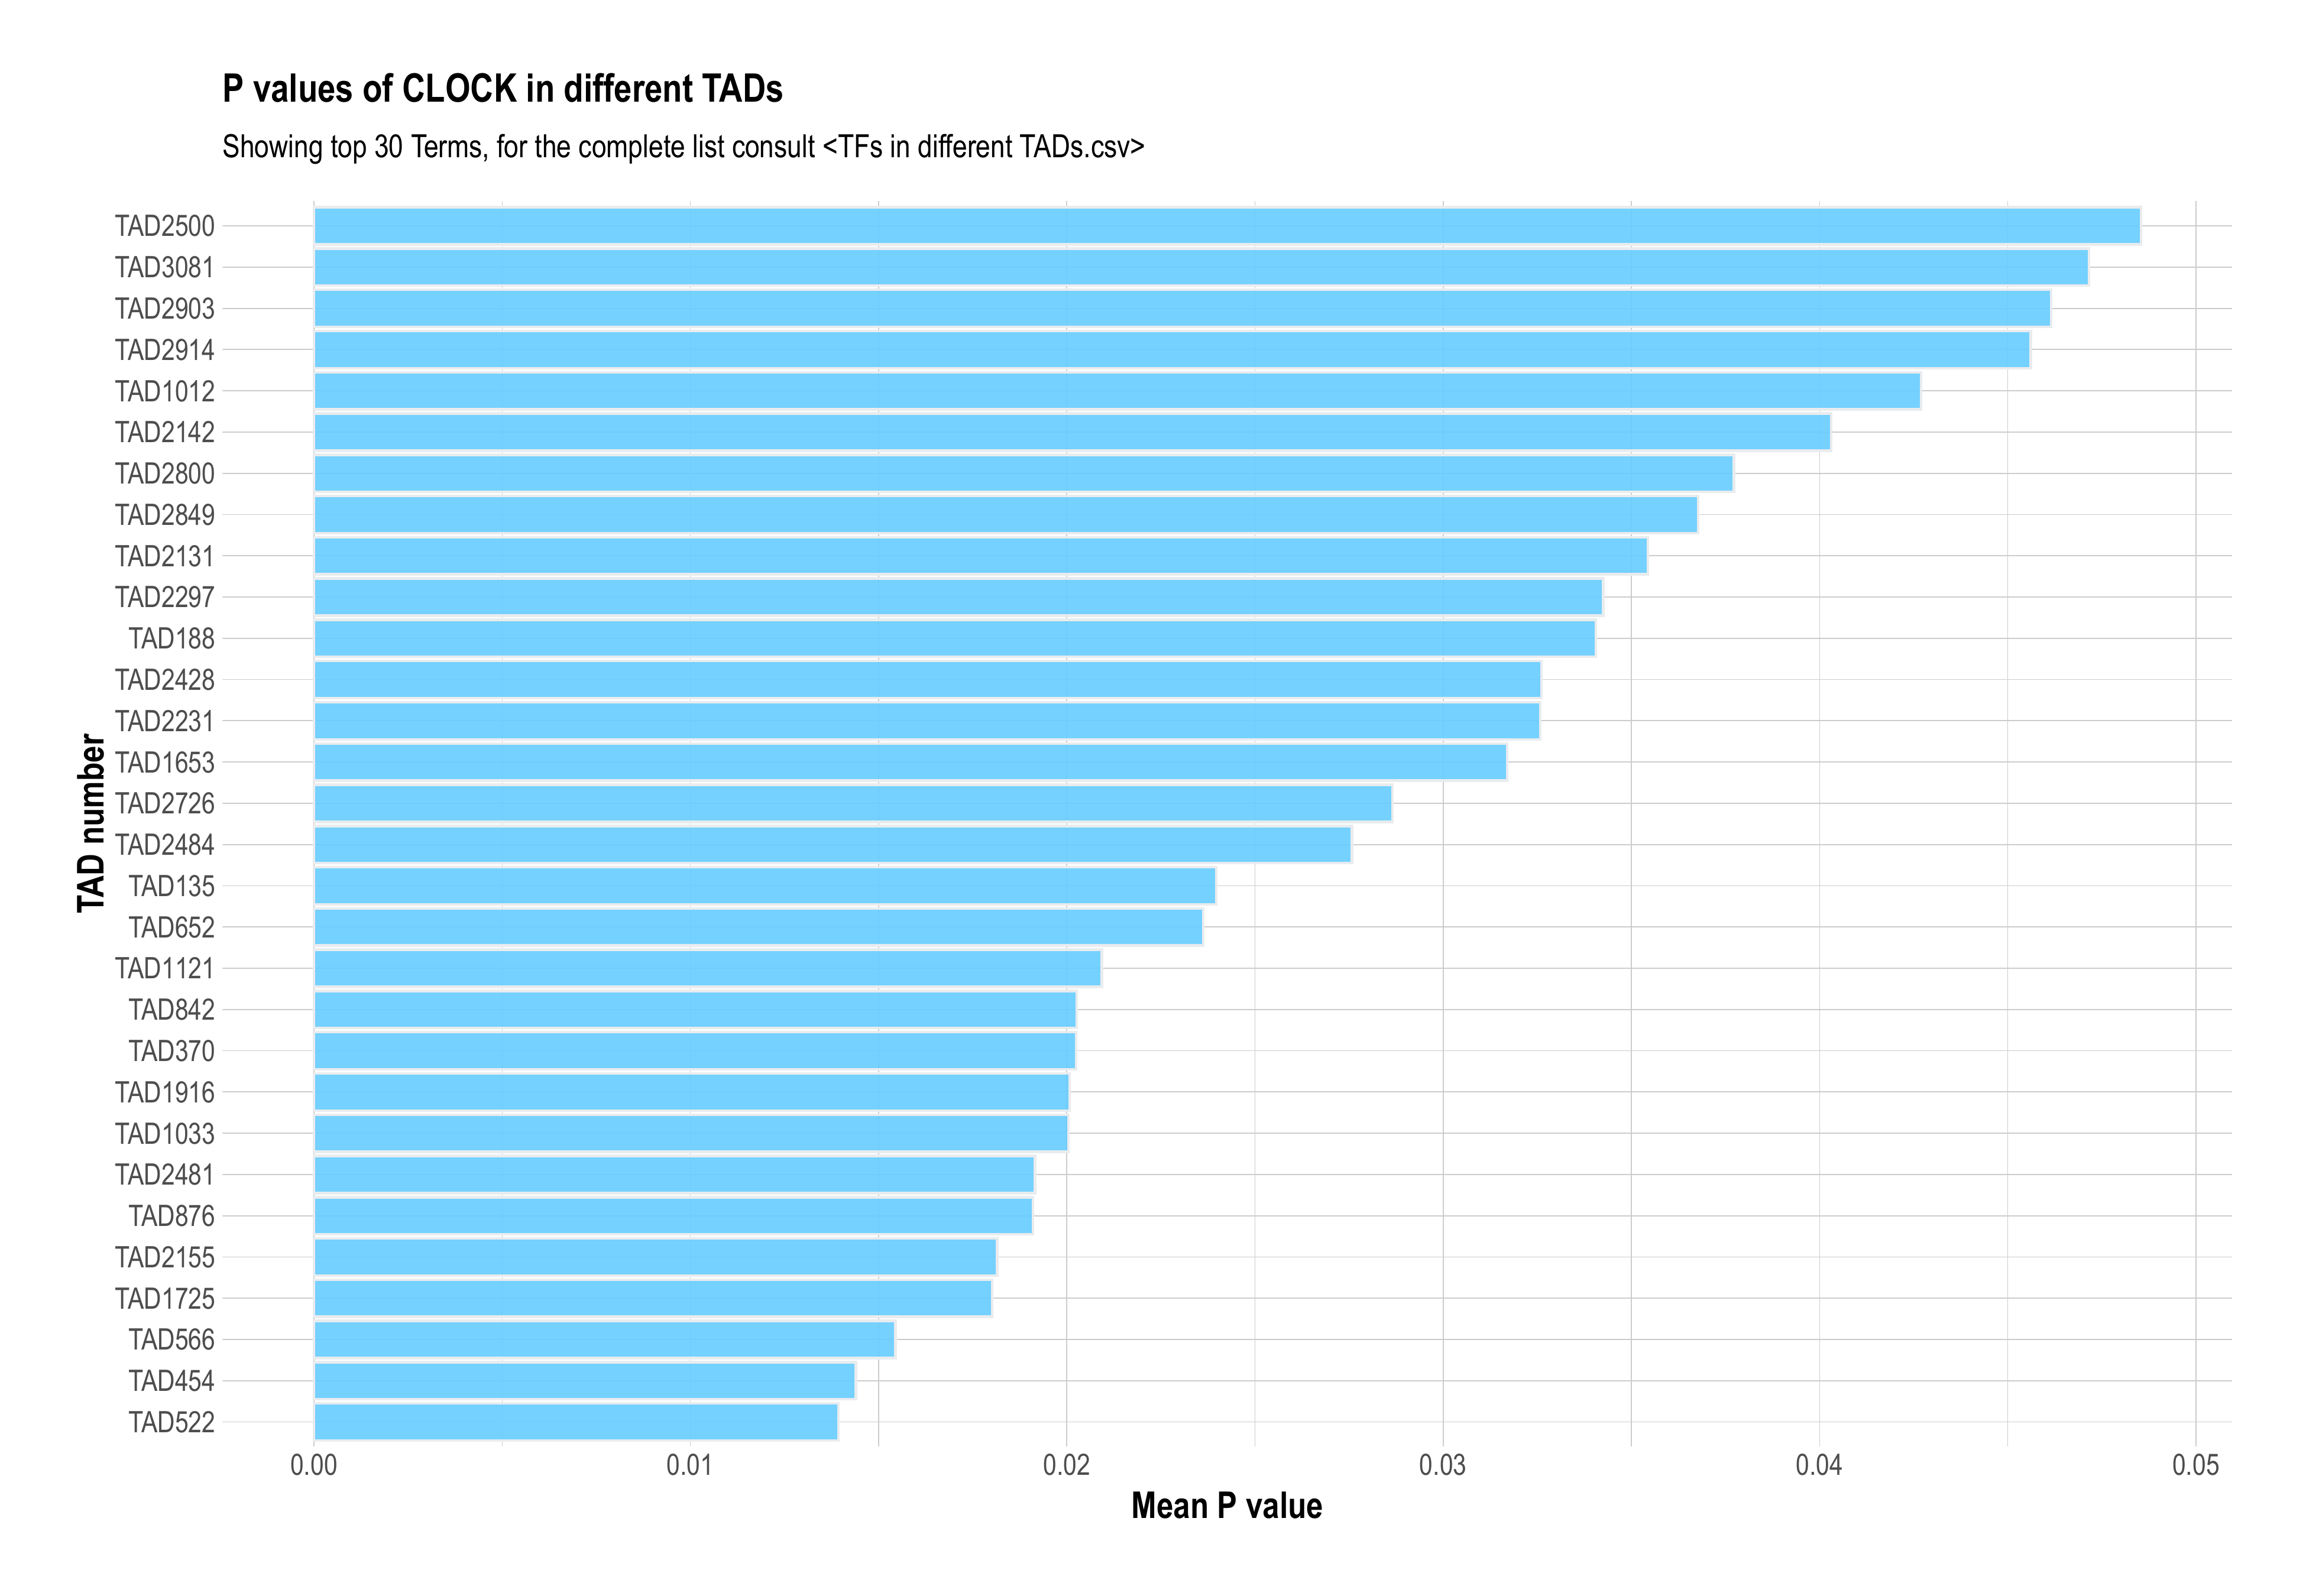 P values of CLOCK in different TADs
Showing top 30 Terms, for the complete list consult <TFs in different TADs.csv>
TAD2500
TAD3081
TAD2903
TAD2914
TAD1012
TAD2142
TAD2800
TAD2849
TAD2131
TAD2297
TAD188
TAD2428
TAD2231
TAD1653
TAD2726
TAD2484
TAD135
TAD652
TAD1121
TAD842
TAD370
TAD1916
TAD1033
TAD2481
TAD876
TAD2155
TAD1725
TAD566
TAD454
TAD522
TAD number
0.00 0.01 0.02 0.03 0.04 0.05
Mean P value